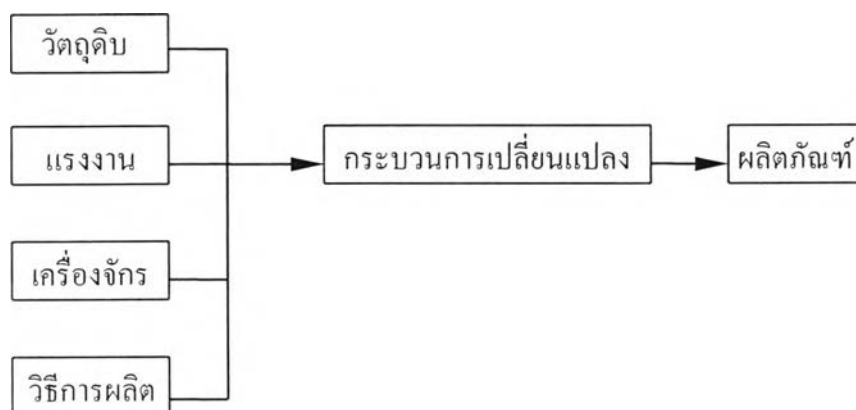 วัตถุดิบ
แรงงาน
เครื่องจักร
วิธีการผลิต
กระบวนการเปลี่ยนแปลง
ผลิตภัณฑ์